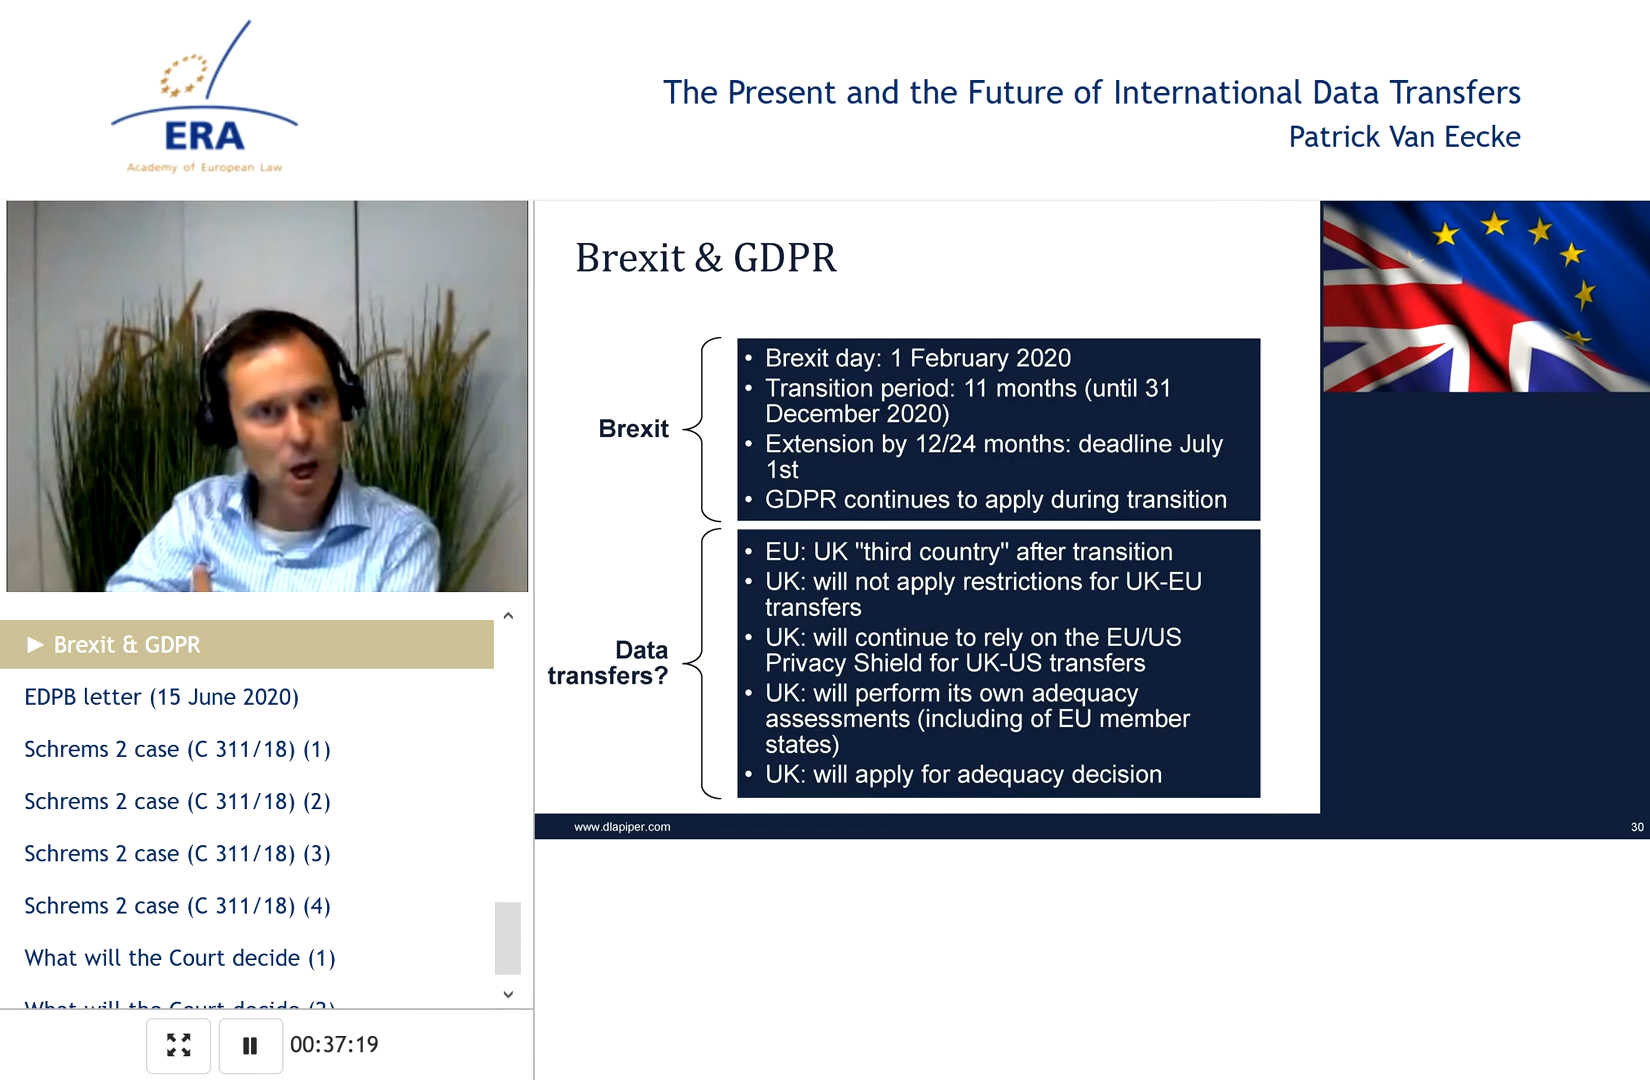 ERA
Academy of European Law
The Present and the Future of International Data Transfers
Patrick Van Eecke
Brexit & GDPR
Brexit
• Brexit day: 1 February 2020
• Transition period: 11 months (until 31
December 2020)
• Extension by 12/24 months: deadline July
1st
• GDPR continues to apply during transition
Data
transfers?
• EU: UK "third country" after transition
• UK: will not apply restrictions for UK-EU
transfers
• UK: will continue to rely on the EU/US
Privacy Shield for UK-US transfers
• UK: will perform its own adequacy
assessments (including of EU member
states)
• UK: will apply for adequacy decision
www.dlapiper.com
30
► Brexit & GDPR
EDPB letter (15 June 2020)
Schrems 2 case (C 311/18) (1)
Schrems 2 case (C 311/18) (2)
Schrems 2 case (C 311/18) (3)
Schrems 2 case (C 311/18) (4)
What will the Court decide (1)
What will the Court decide (2)
00:37:19